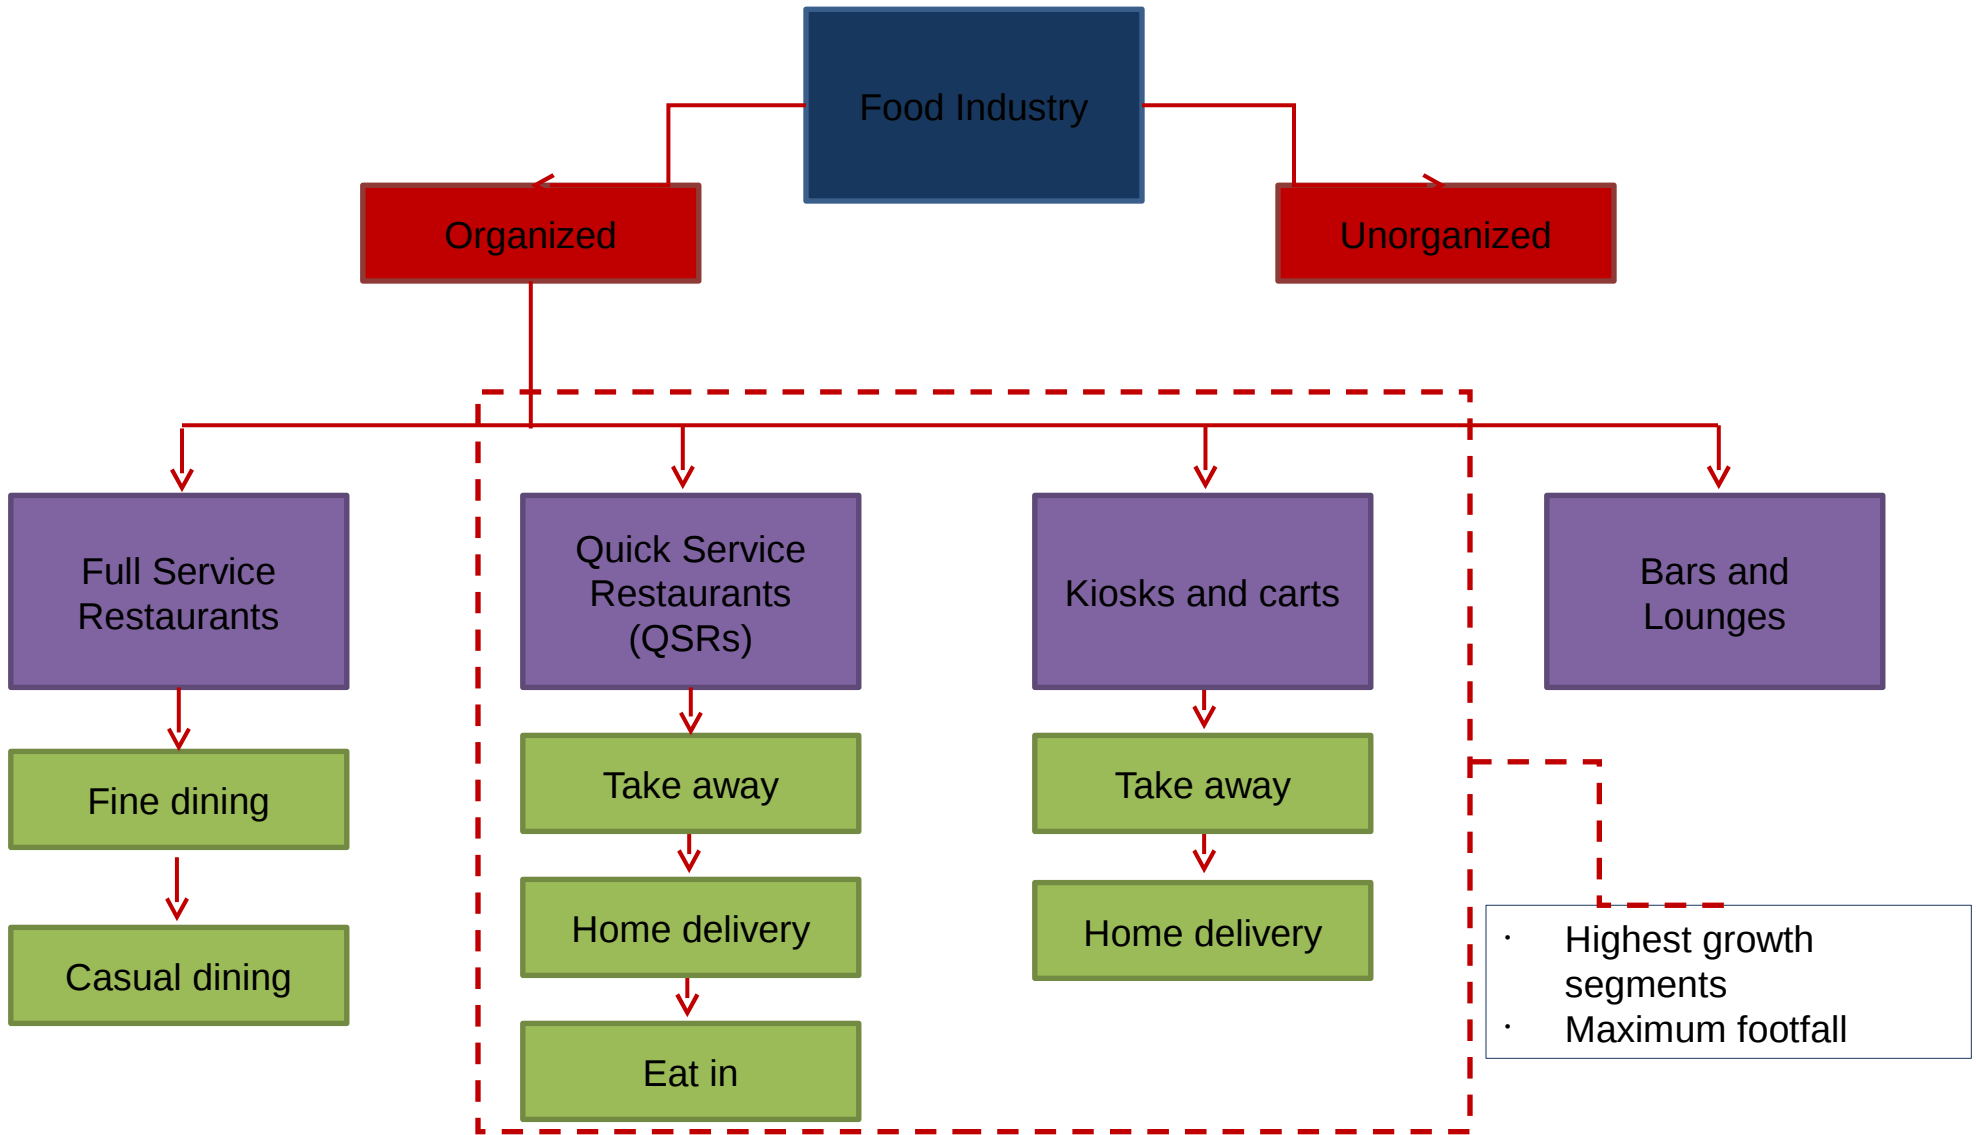 Food Industry
Organized
Unorganized
Full Service
Restaurants
Quick Service
Restaurants
(QSRs)
Kiosks and carts
Bars and
Lounges
Fine dining
Take away
Take away
Casual dining
Home delivery
Home delivery
Eat in
· Highest growth
segments
· Maximum footfall